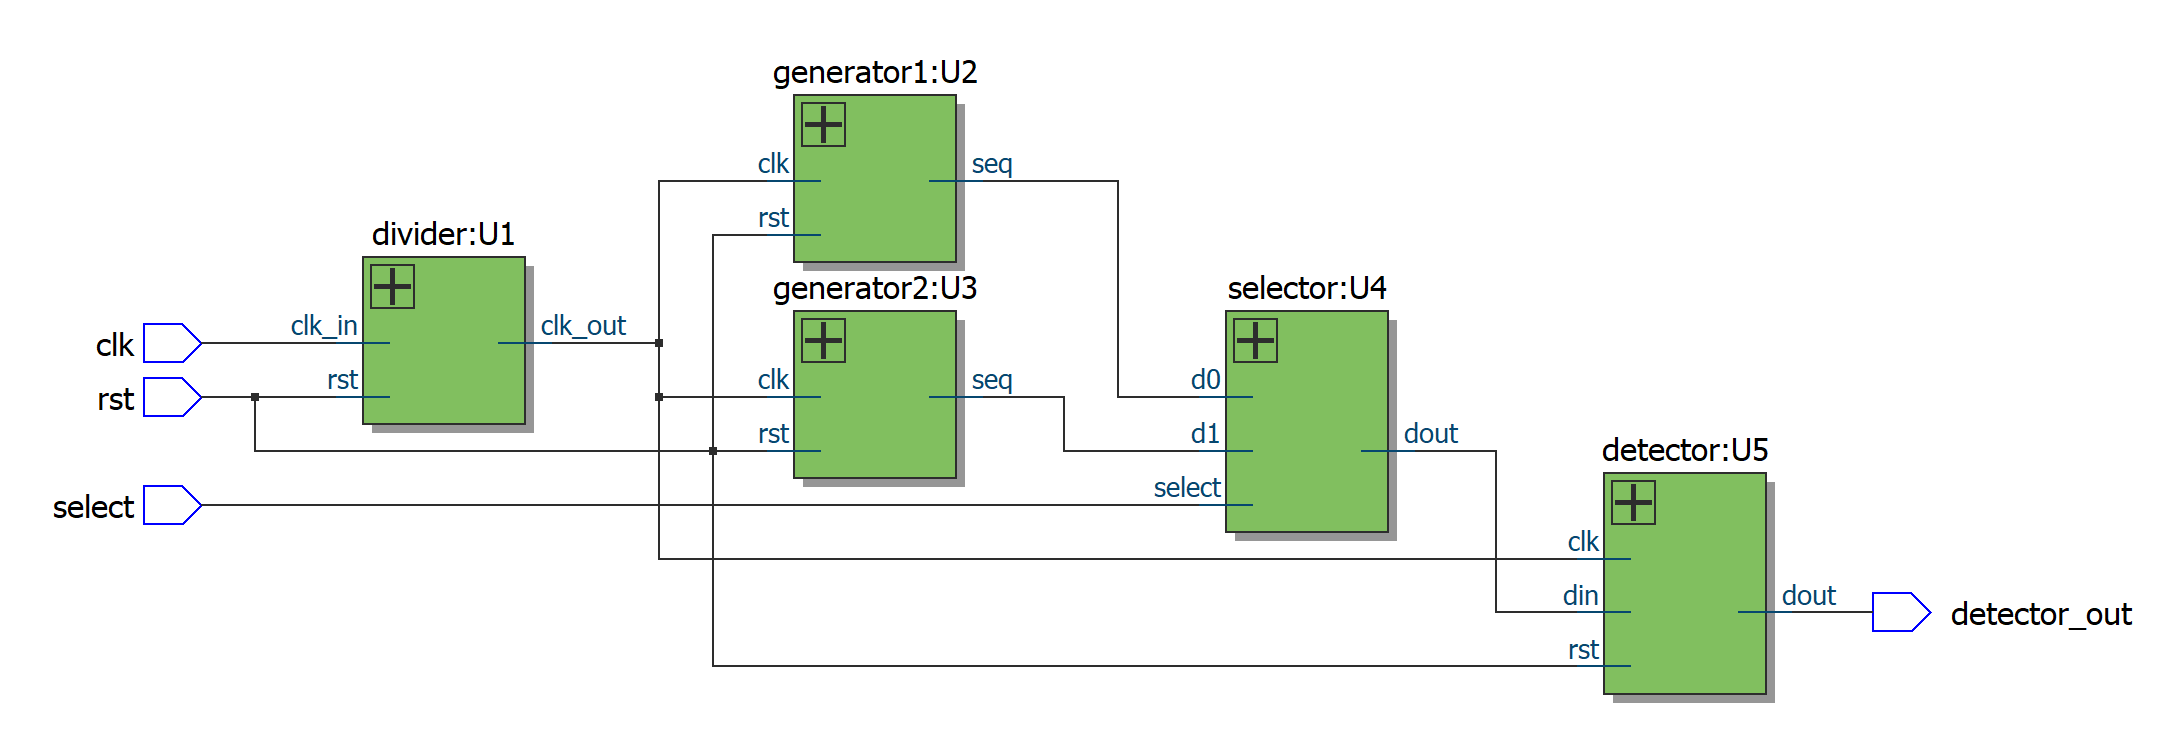 generator1:U2
clk
seq
rst
divider:U1
clk
clk_in
clk_out
rst
rst
generator2:U3
clk
seq
rst
selector:U4
d0
d1
dout
select
select
detector:U5
clk
din
dout
detector_out
rst